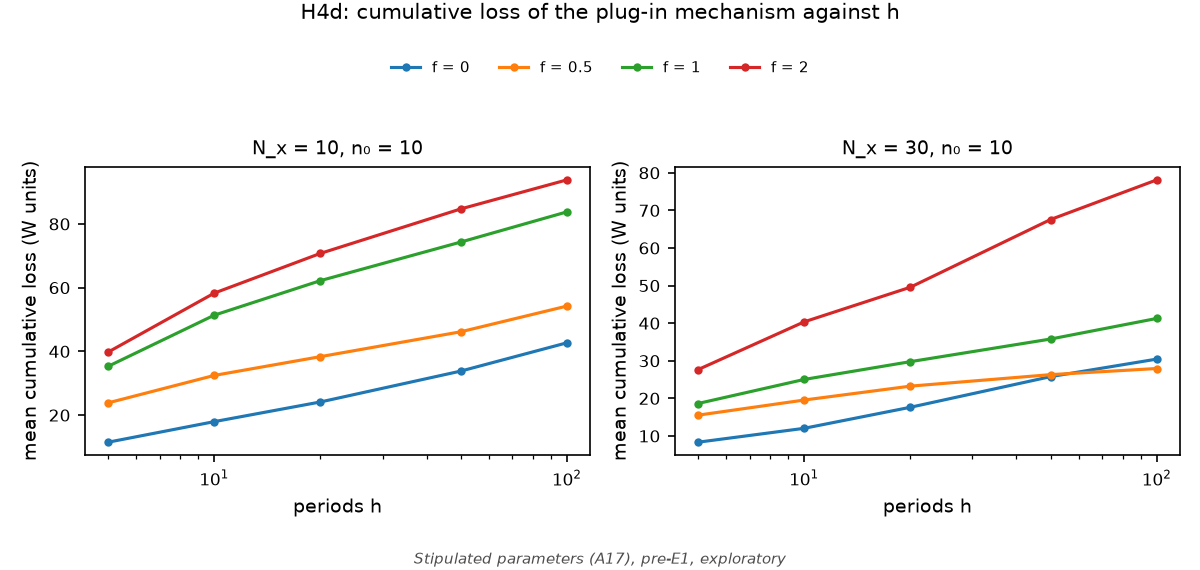 H4d: cumulative loss of the plug-in mechanism against h
f = 0 f = 0.5 f = 1 f = 2
N_x = 10, n₀ = 10
mean cumulative loss (W units)
80
60
40
20
10¹ 10²
periods h
N_x = 30, n₀ = 10
mean cumulative loss (W units)
80
70
60
50
40
30
20
10
10¹ 10²
periods h
Stipulated parameters (A17), pre-E1, exploratory